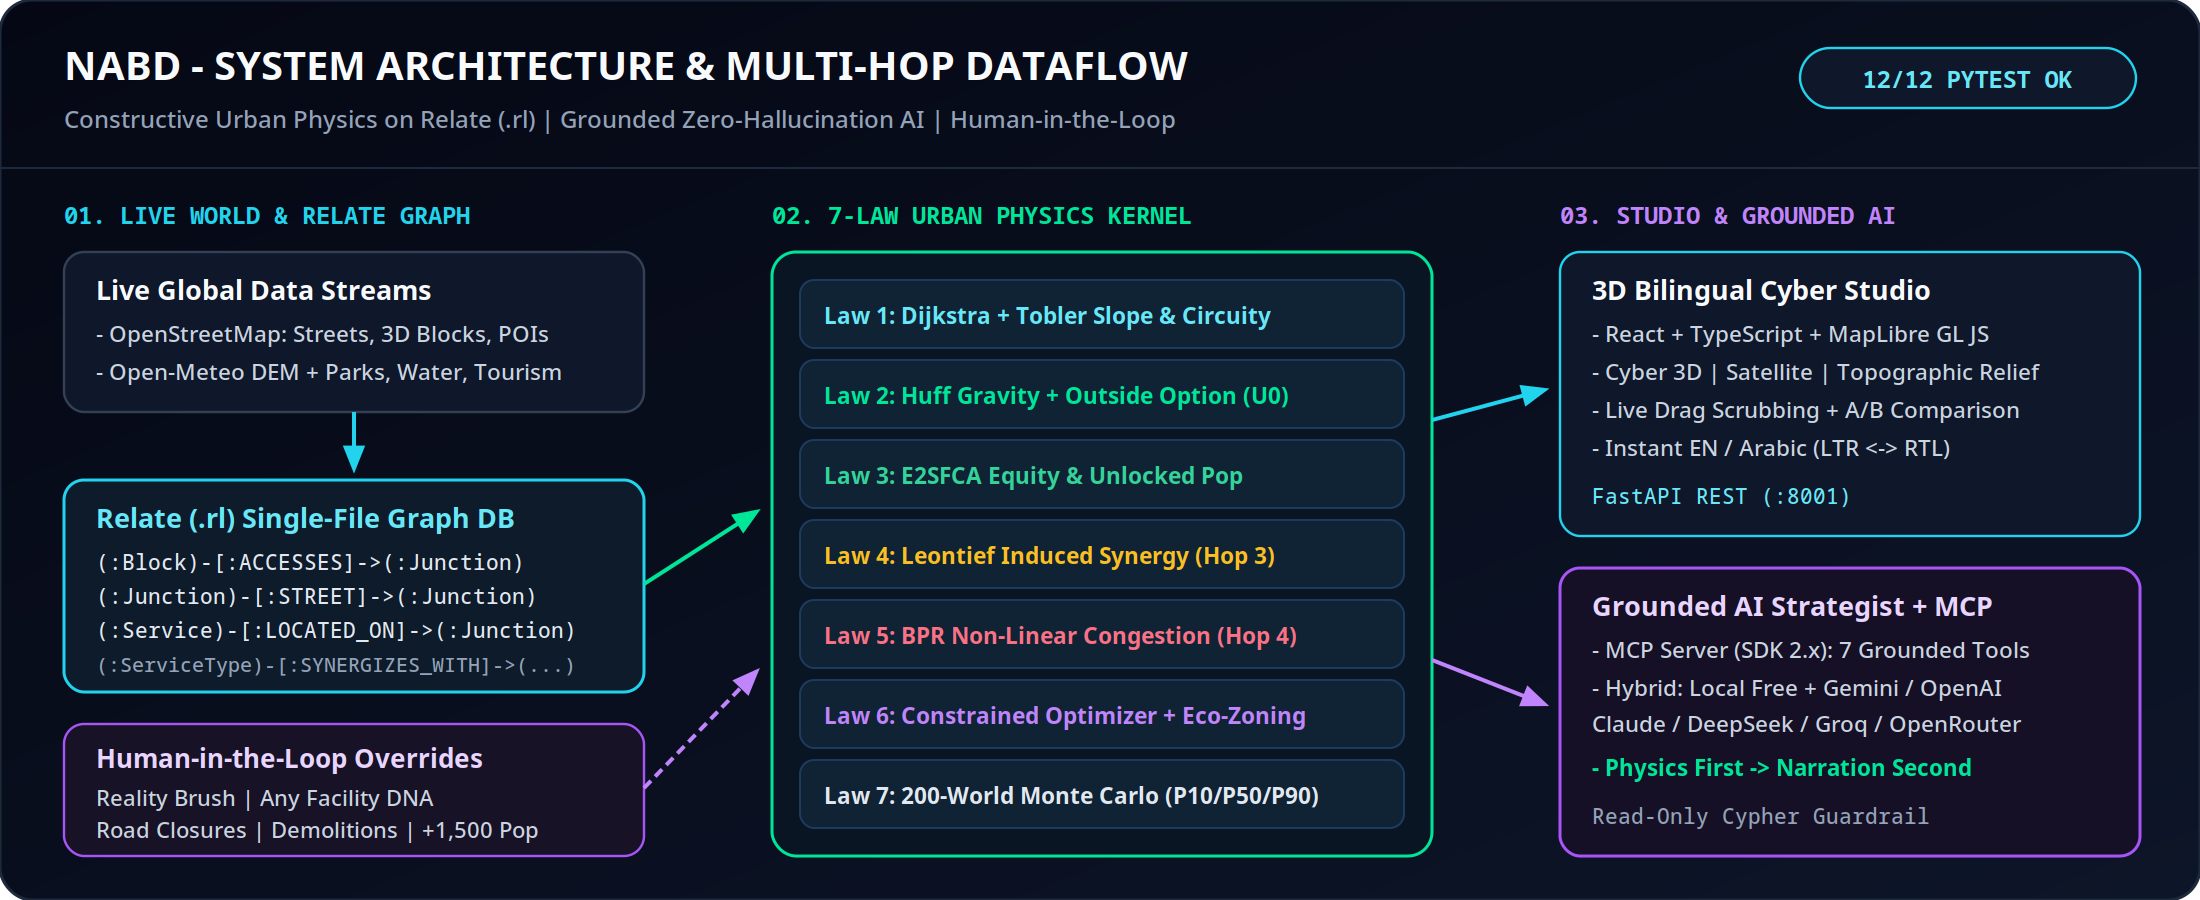 NABD - SYSTEM ARCHITECTURE & MULTI-HOP DATAFLOW
Constructive Urban Physics on Relate (.rl) | Grounded Zero-Hallucination AI | Human-in-the-Loop
12/12 PYTEST OK
01. LIVE WORLD & RELATE GRAPH
Live Global Data Streams
- OpenStreetMap: Streets, 3D Blocks, POIs
- Open-Meteo DEM + Parks, Water, Tourism
Relate (.rl) Single-File Graph DB
(:Block)-[:ACCESSES]->(:Junction)
(:Junction)-[:STREET]->(:Junction)
(:Service)-[:LOCATED_ON]->(:Junction)
(:ServiceType)-[:SYNERGIZES_WITH]->(...)
Human-in-the-Loop Overrides
Reality Brush | Any Facility DNA
Road Closures | Demolitions | +1,500 Pop
02. 7-LAW URBAN PHYSICS KERNEL
Law 1: Dijkstra + Tobler Slope & Circuity
Law 2: Huff Gravity + Outside Option (U0)
Law 3: E2SFCA Equity & Unlocked Pop
Law 4: Leontief Induced Synergy (Hop 3)
Law 5: BPR Non-Linear Congestion (Hop 4)
Law 6: Constrained Optimizer + Eco-Zoning
Law 7: 200-World Monte Carlo (P10/P50/P90)
03. STUDIO & GROUNDED AI
3D Bilingual Cyber Studio
- React + TypeScript + MapLibre GL JS
- Cyber 3D | Satellite | Topographic Relief
- Live Drag Scrubbing + A/B Comparison
- Instant EN / Arabic (LTR <-> RTL)
FastAPI REST (:8001)
Grounded AI Strategist + MCP
- MCP Server (SDK 2.x): 7 Grounded Tools
- Hybrid: Local Free + Gemini / OpenAI
Claude / DeepSeek / Groq / OpenRouter
- Physics First -> Narration Second
Read-Only Cypher Guardrail